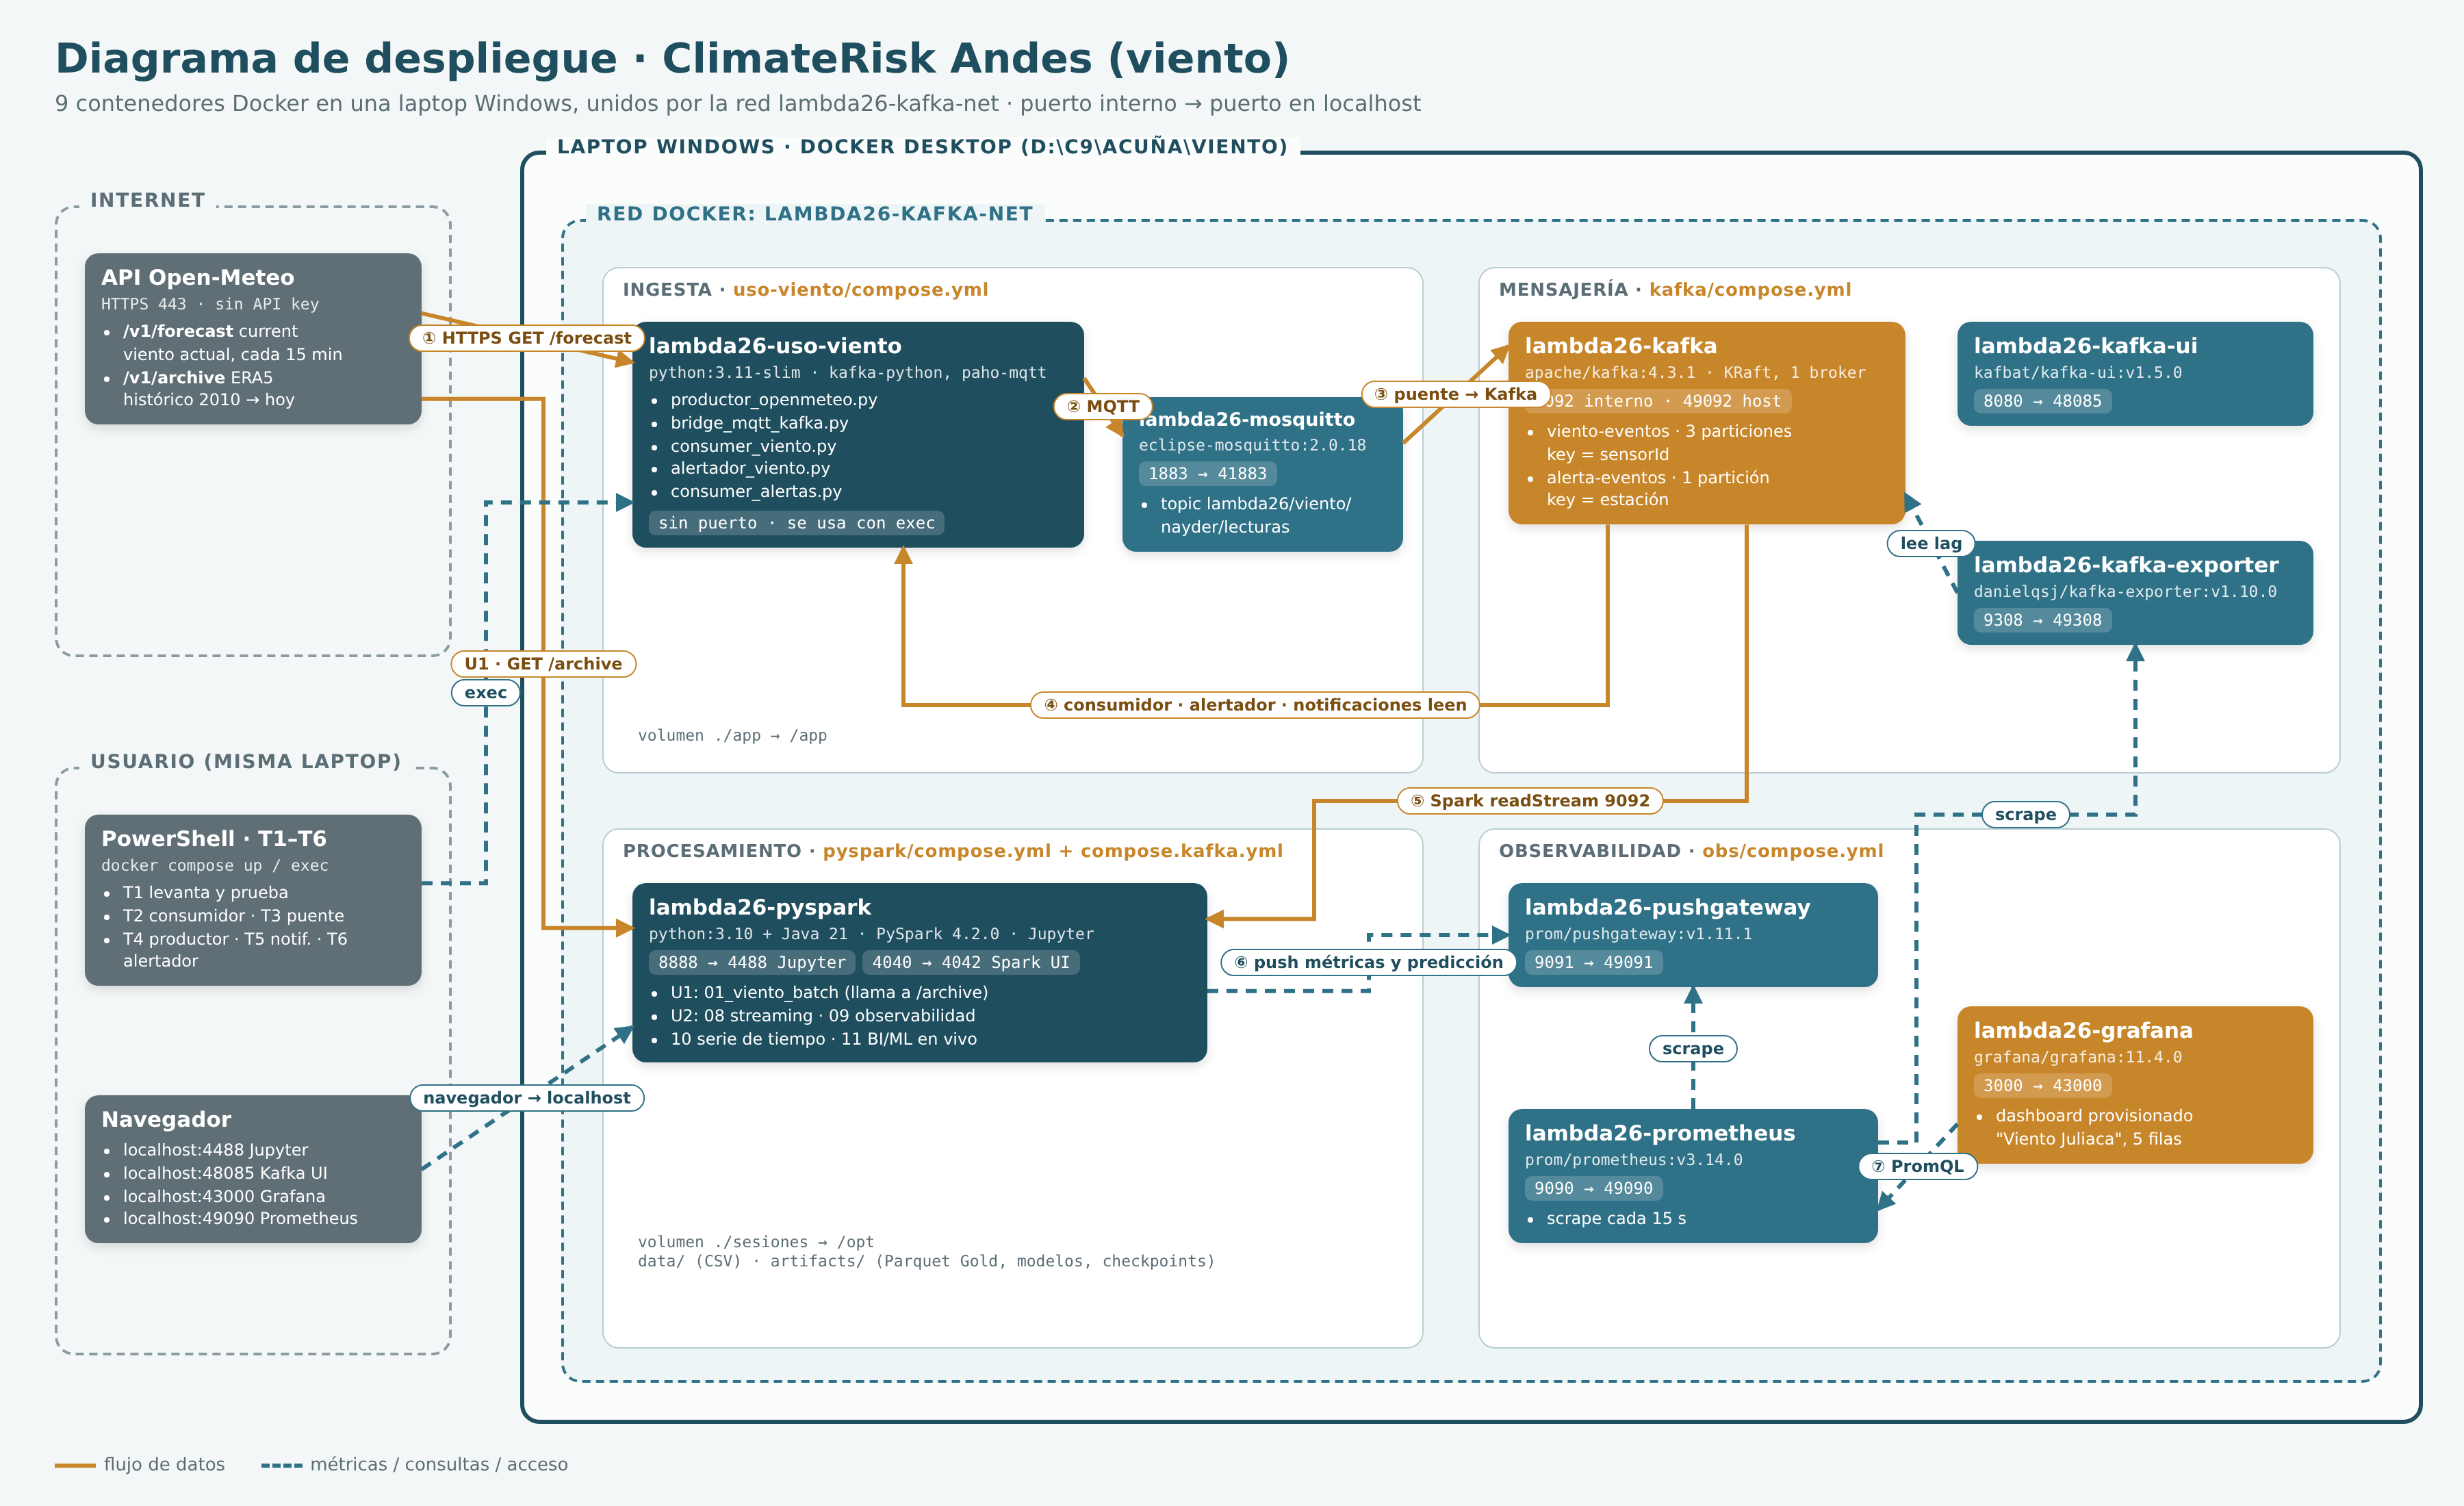 Diagrama de despliegue · ClimateRisk Andes (viento)
9 contenedores Docker en una laptop Windows, unidos por la red lambda26-kafka-net · puerto interno → puerto en localhost
LAPTOP WINDOWS · DOCKER DESKTOP (D:\C9\ACUÑA\VIENTO)
INTERNET
API Open-Meteo
HTTPS 443 · sin API key
• /v1/forecast current
viento actual, cada 15 min
• /v1/archive ERA5
histórico 2010 → hoy
① HTTPS GET /forecast
U1 · GET /archive
exec
USUARIO (MISMA LAPTOP)
PowerShell · T1–T6
docker compose up / exec
• T1 levanta y prueba
• T2 consumidor · T3 puente
• T4 productor · T5 notif. · T6
alertador
Navegador
• localhost:4488 Jupyter
• localhost:48085 Kafka UI
• localhost:43000 Grafana
• localhost:49090 Prometheus
navegador → localhost
RED DOCKER: LAMBDA26-KAFKA-NET
INGESTA · uso-viento/compose.yml
lambda26-uso-viento
python:3.11-slim · kafka-python, paho-mqtt
• productor_openmeteo.py
• bridge_mqtt_kafka.py
• consumer_viento.py
• alertador_viento.py
• consumer_alertas.py
sin puerto · se usa con exec
② MQTT
lambda26-mosquitto
eclipse-mosquitto:2.0.18
1883 → 41883
• topic lambda26/viento/
nayder/lecturas
③ puente → Kafka
④ consumidor · alertador · notificaciones leen
volumen ./app → /app
MENSAJERÍA · kafka/compose.yml
lambda26-kafka
apache/kafka:4.3.1 · KRaft, 1 broker
interno · 49092 host
• viento-eventos · 3 particiones
key = sensorId
• alerta-eventos · 1 partición
key = estación
lambda26-kafka-ui
kafbat/kafka-ui:v1.5.0
8080 → 48085
lee lag
lambda26-kafka-exporter
danielqsj/kafka-exporter:v1.10.0
9308 → 49308
⑤ Spark readStream 9092
scrape
PROCESAMIENTO · pyspark/compose.yml + compose.kafka.yml
lambda26-pyspark
python:3.10 + Java 21 · PySpark 4.2.0 · Jupyter
8888 → 4488 Jupyter 4040 → 4042 Spark UI
• U1: 01_viento_batch (llama a /archive)
• U2: 08 streaming · 09 observabilidad
• 10 serie de tiempo · 11 BI/ML en vivo
⑥ push métricas y predicción
volumen ./sesiones → /opt
data/ (CSV) · artifacts/ (Parquet Gold, modelos, checkpoints)
OBSERVABILIDAD · obs/compose.yml
lambda26-pushgateway
prom/pushgateway:v1.11.1
9091 → 49091
scrape
lambda26-prometheus
prom/prometheus:v3.14.0
9090 → 49090
• scrape cada 15 s
⑦ PromQL
lambda26-grafana
grafana/grafana:11.4.0
3000 → 43000
• dashboard provisionado
"Viento Juliaca", 5 filas
flujo de datos
métricas / consultas / acceso